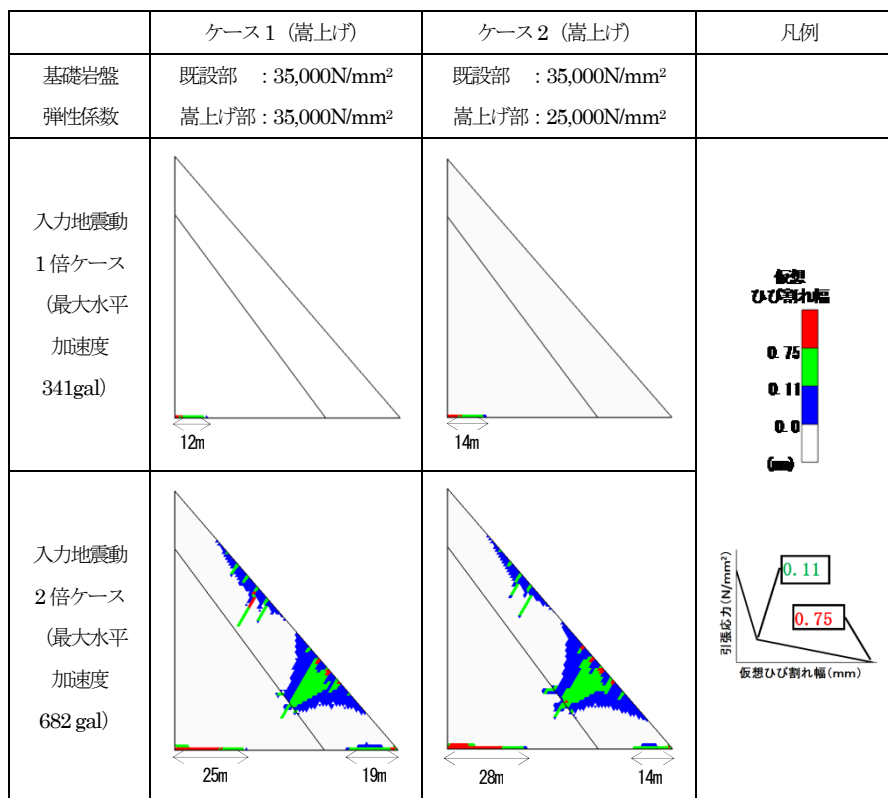 ケース1（嵩上げ）
ケース2（嵩上げ）
凡例
基礎岩盤
弾性係数
既設部　: 35,000N/mm²
嵩上げ部 : 35,000N/mm²
既設部　: 35,000N/mm²
嵩上げ部 : 25,000N/mm²
入力地震動
1倍ケース
（最大水平
加速度
341gal）
12m
14m
仮想
ひび割れ幅
0.75
0.11
0.0
(mm)
入力地震動
2倍ケース
（最大水平
加速度
682 gal）
25m
19m
28m
14m
引張応力(N/mm²)
0.11
0.75
仮想ひび割れ幅(mm)